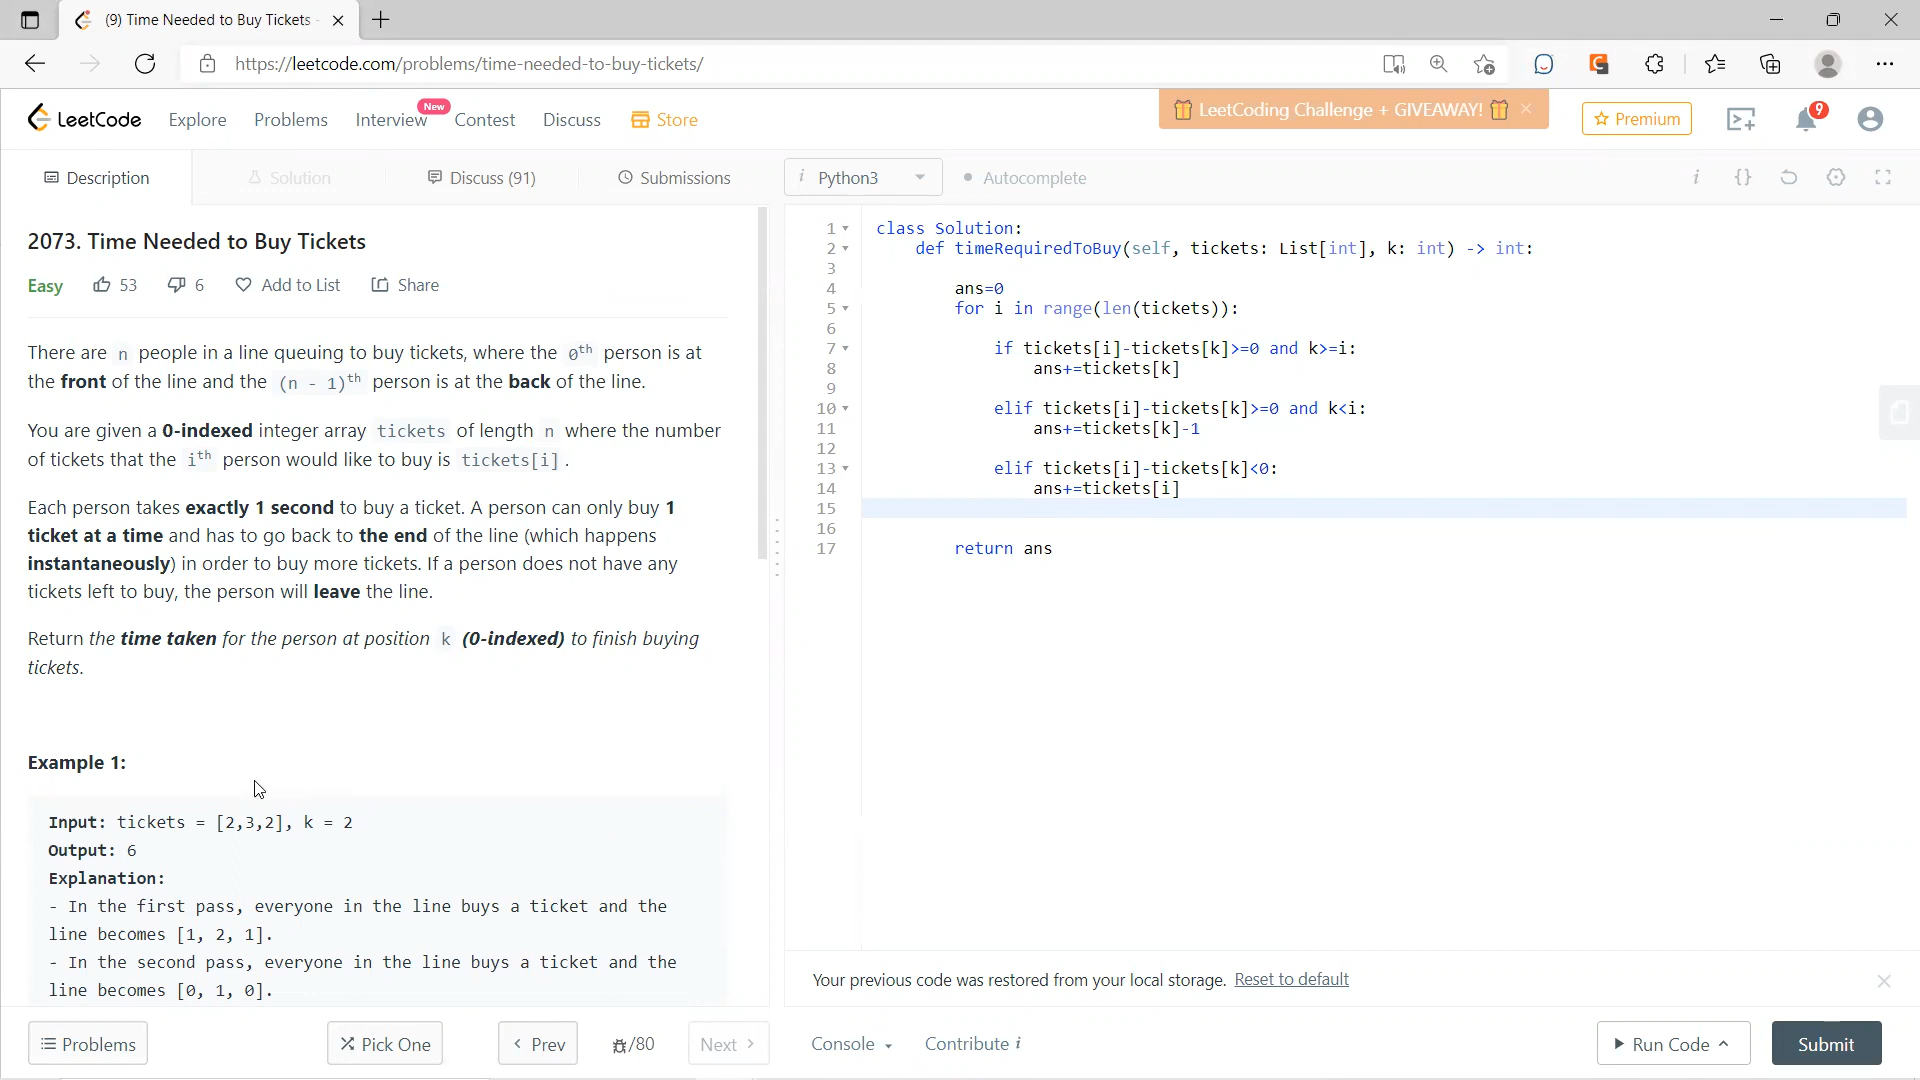 (9) Time Needed to Buy Tickets -
https://leetcode.com/problems/time-needed-to-buy-tickets/
LeetCode Explore Problems Interview New Contest Discuss Store
LeetCoding Challenge + GIVEAWAY! ×
Premium
9
Description
Solution
Discuss (91)
Submissions
i Python3
Autocomplete
i {}
2073. Time Needed to Buy Tickets
Easy 53 6 Add to List Share
There are n people in a line queuing to buy tickets, where the 0th person is at
the front of the line and the (n - 1)th person is at the back of the line.
You are given a 0-indexed integer array tickets of length n where the number
of tickets that the ith person would like to buy is tickets[i].
Each person takes exactly 1 second to buy a ticket. A person can only buy 1
ticket at a time and has to go back to the end of the line (which happens
instantaneously) in order to buy more tickets. If a person does not have any
tickets left to buy, the person will leave the line.
Return the time taken for the person at position k (0-indexed) to finish buying
tickets.
Example 1:
Input: tickets = [2,3,2], k = 2
Output: 6
Explanation:
- In the first pass, everyone in the line buys a ticket and the
line becomes [1, 2, 1].
- In the second pass, everyone in the line buys a ticket and the
line becomes [0, 1, 0].
1 class Solution:
2 def timeRequiredToBuy(self, tickets: List[int], k: int) -> int:
3
4 ans=0
5 for i in range(len(tickets)):
6
7 if tickets[i]-tickets[k]>=0 and k>=i:
8 ans+=tickets[k]
9
10 elif tickets[i]-tickets[k]>=0 and k<i:
11 ans+=tickets[k]-1
12
13 elif tickets[i]-tickets[k]<0:
14 ans+=tickets[i]
15
16
17 return ans
Your previous code was restored from your local storage. Reset to default
Problems
Pick One
Prev
/80
Next
Console
Contribute i
Run Code
Submit